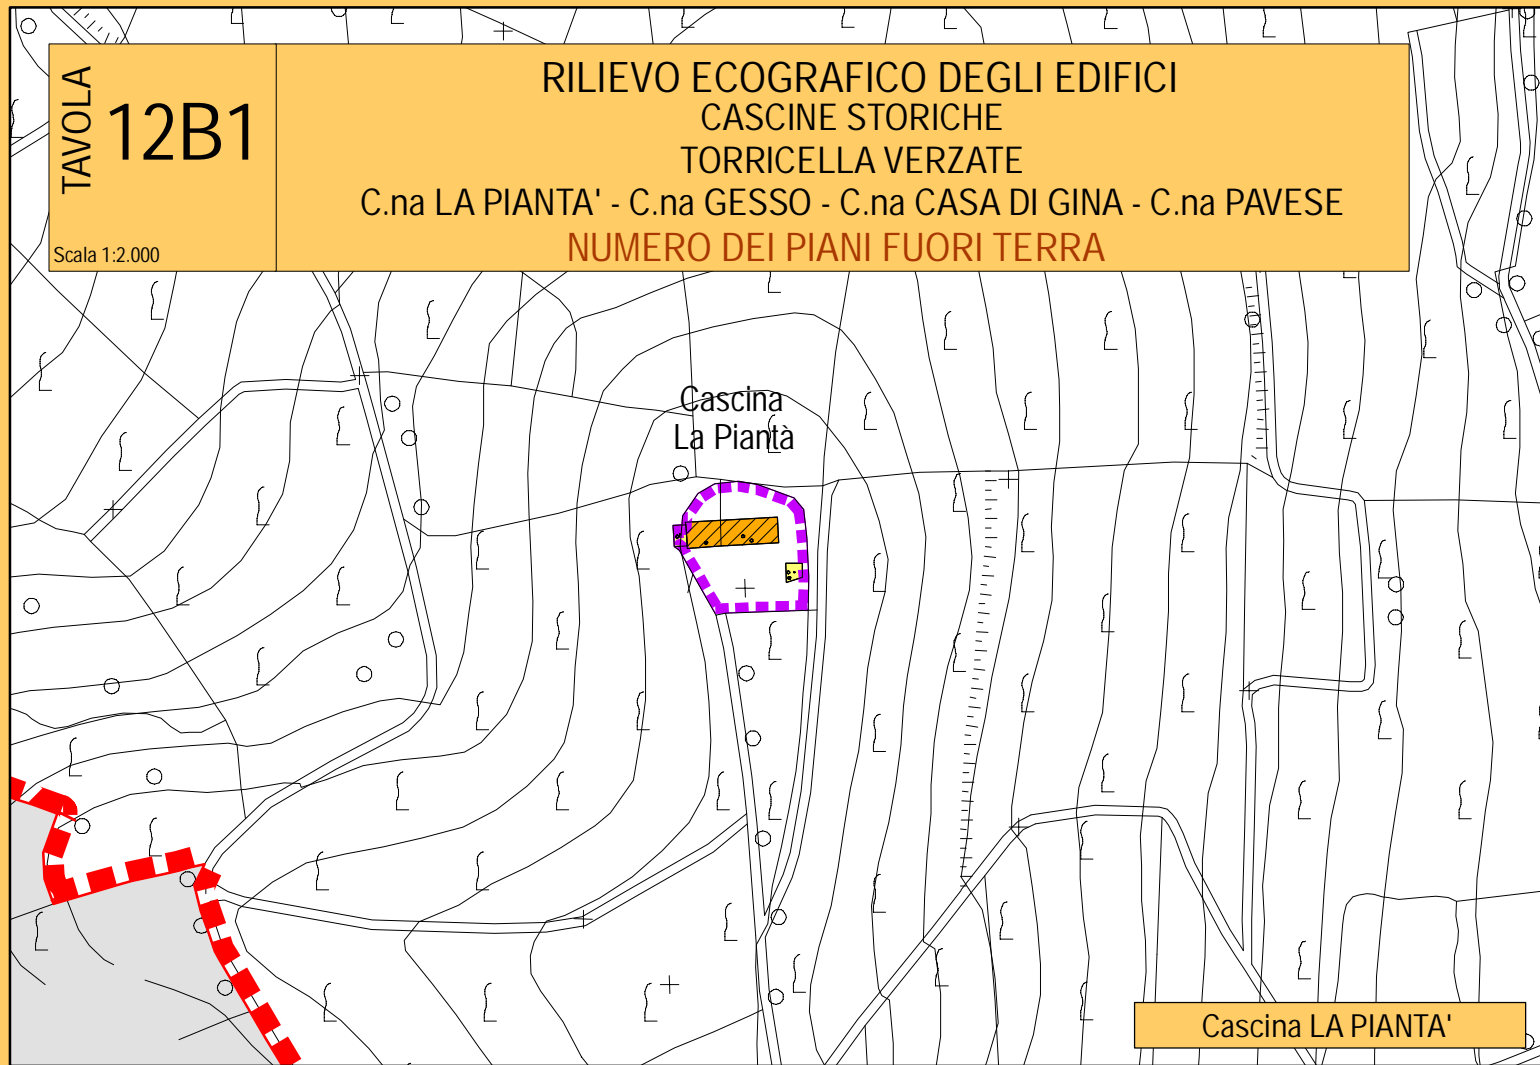 TAVOLA
12B1
Scala 1:2.000
RILIEVO ECOGRAFICO DEGLI EDIFICI
CASCINE STORICHE
TORRICELLA VERZATE
C.na LA PIANTA' - C.na GESSO - C.na CASA DI GINA - C.na PAVESE
NUMERO DEI PIANI FUORI TERRA
Cascina
La Piantà
Cascina LA PIANTA'